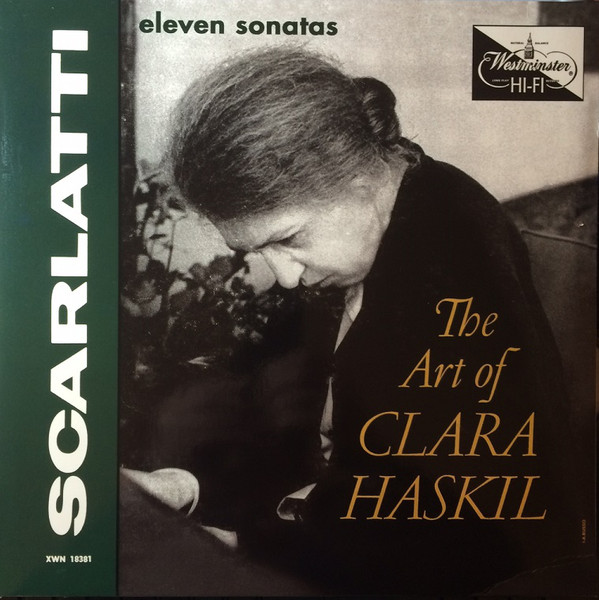 SCARLATTI
eleven sonatas
Westminster
HI-FI
The
Art of
CLARA
HASKIL
XWN 18381